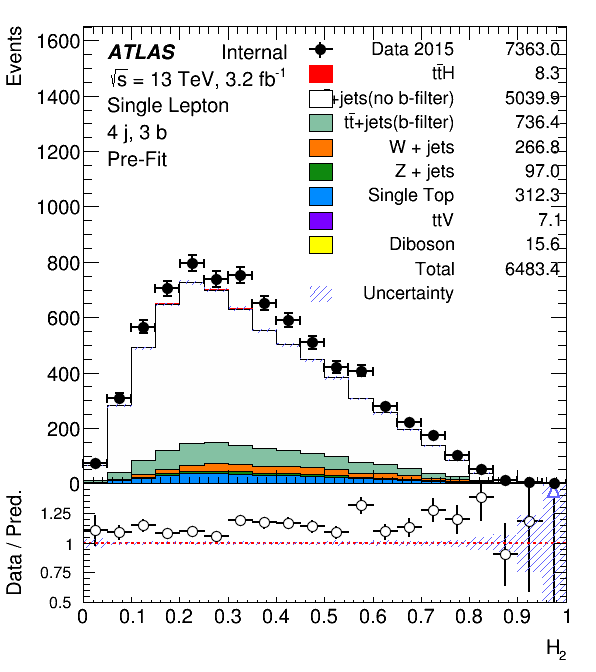 Events
1600
1400
1200
1000
800
600
400
200
0
ATLAS Internal
√s = 13 TeV, 3.2 fb⁻¹
Single Lepton
4 j, 3 b
Pre-Fit
Data 2015 7363.0
tt̄H 8.3
t̄+jets(no b-filter) 5039.9
tt̄+jets(b-filter) 736.4
W + jets 266.8
Z + jets 97.0
Single Top 312.3
ttV 7.1
Diboson 15.6
Total 6483.4
Uncertainty
Data / Pred.
1.25
1
0.75
0.5
0 0.1 0.2 0.3 0.4 0.5 0.6 0.7 0.8 0.9 1
H₂